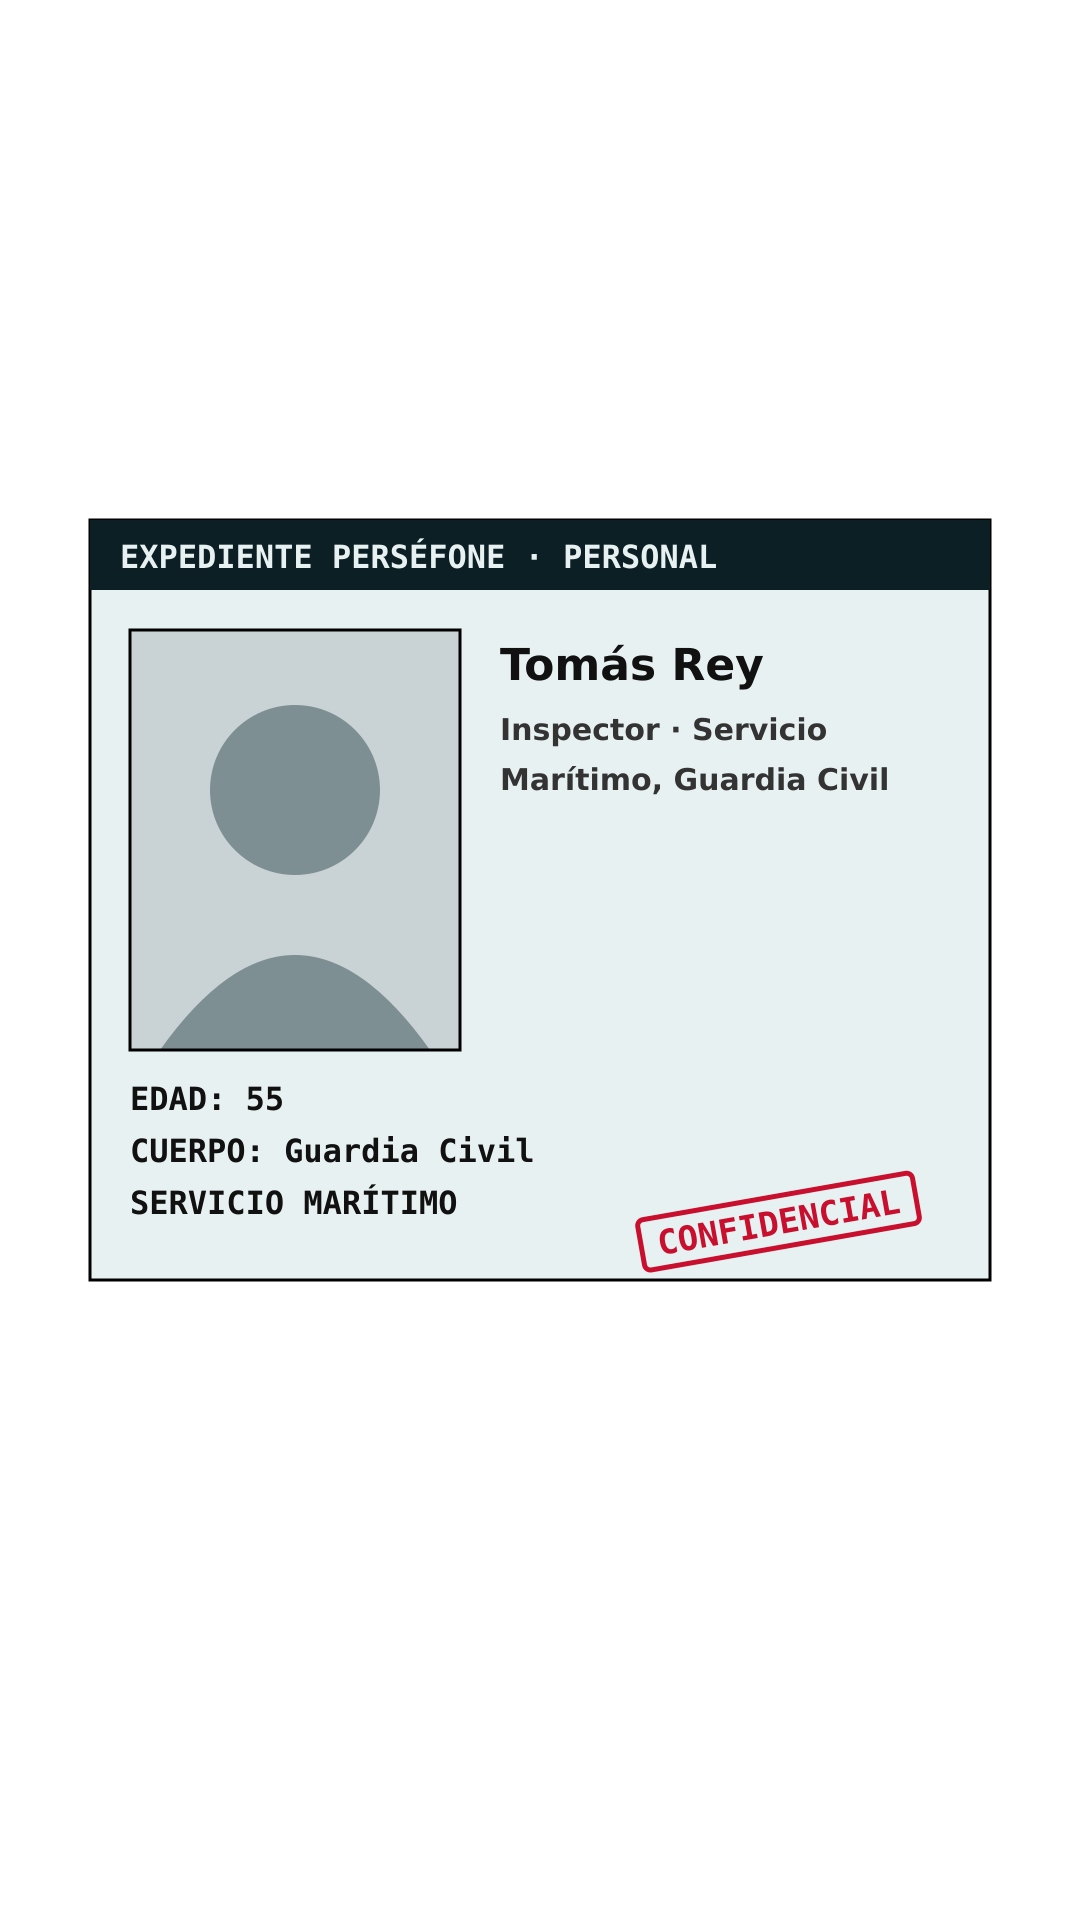 EXPEDIENTE PERSÉFONE · PERSONAL
Tomás Rey
Inspector · Servicio
Marítimo, Guardia Civil
EDAD: 55
CUERPO: Guardia Civil
SERVICIO MARÍTIMO
CONFIDENCIAL